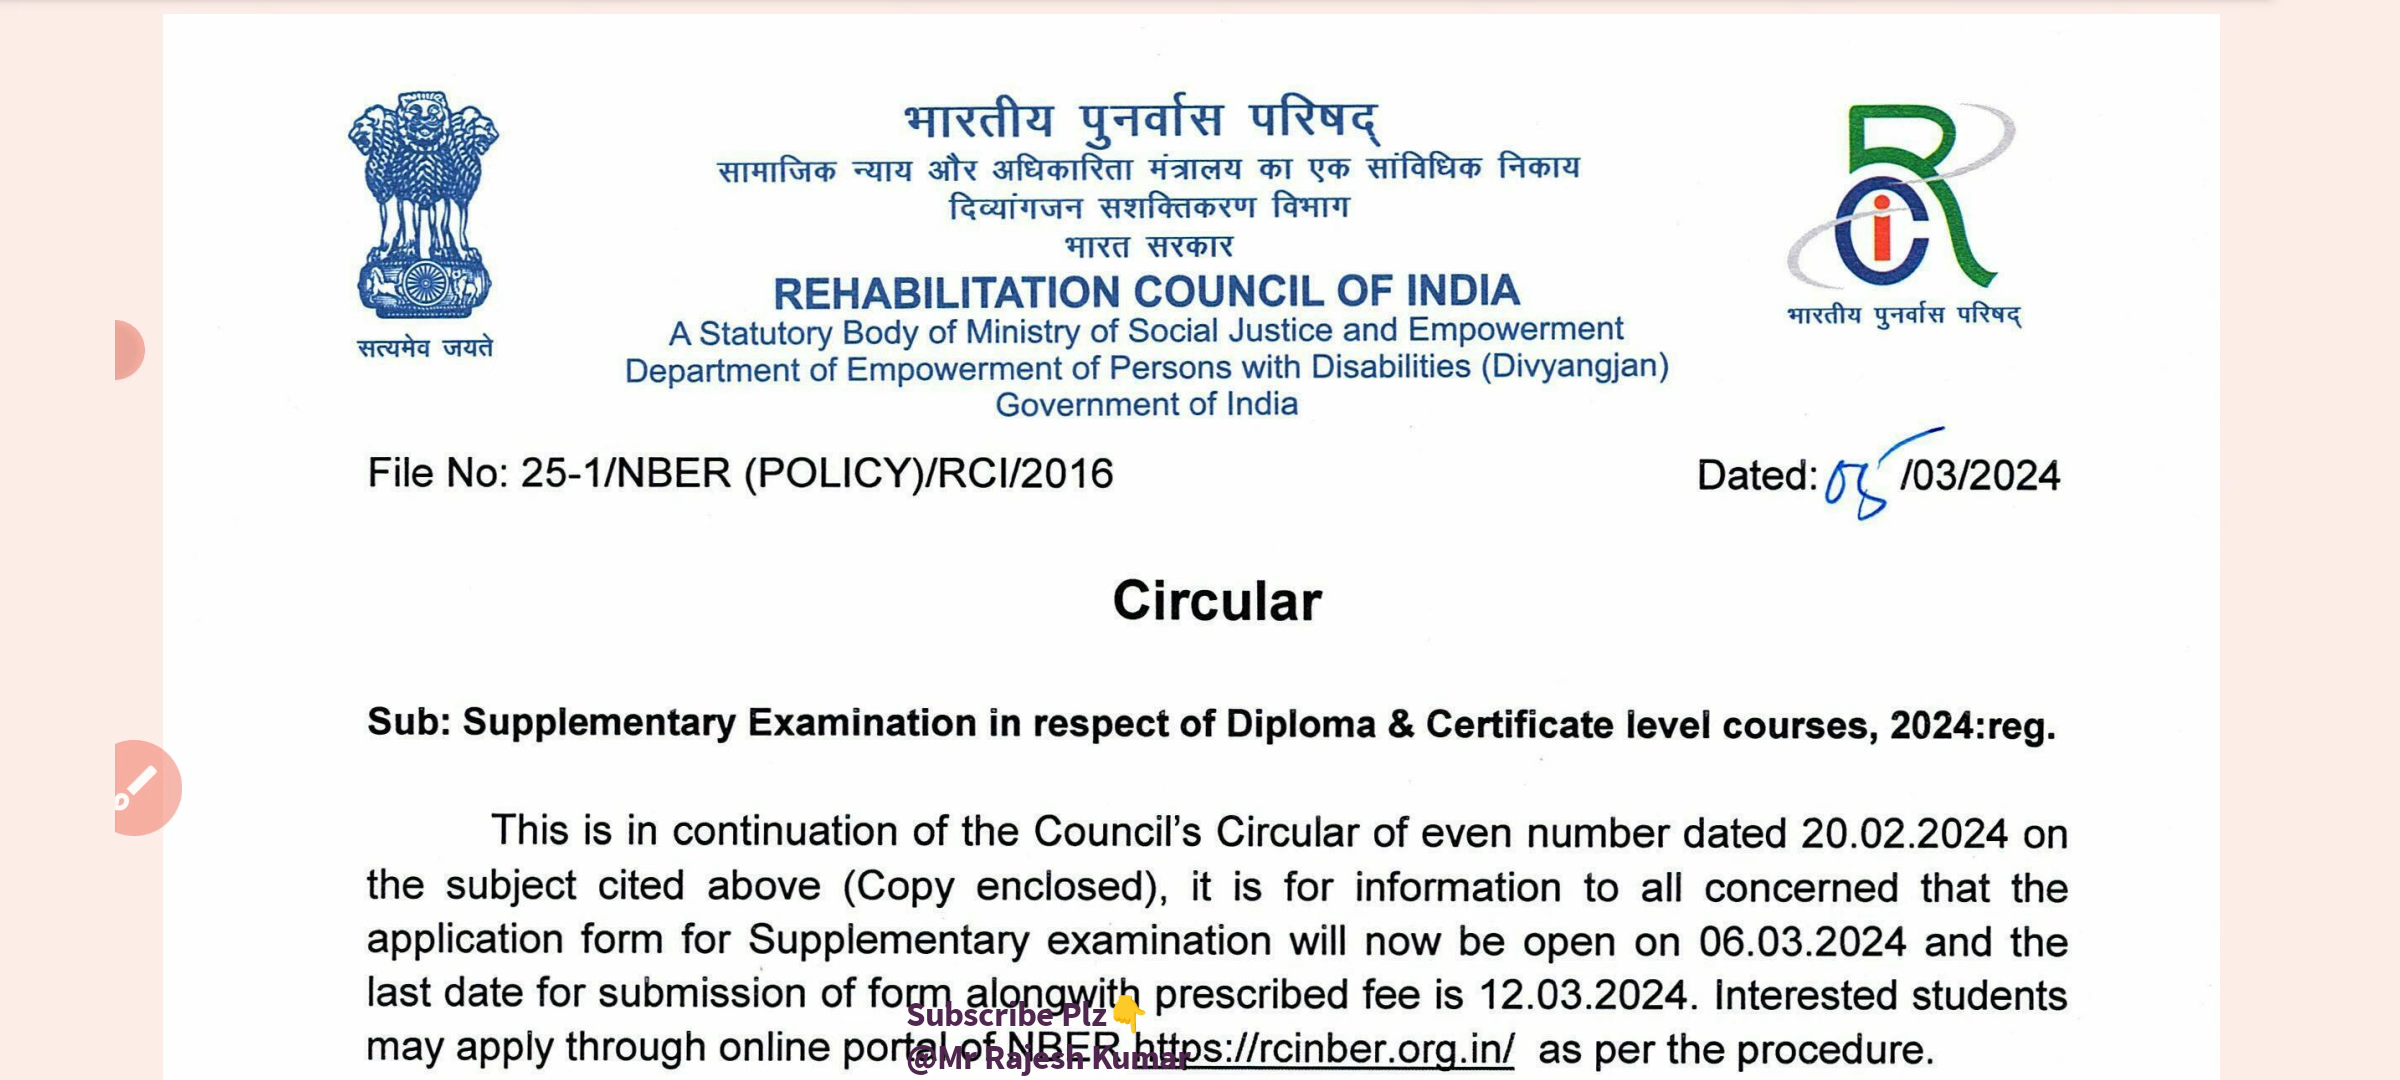 भारतीय पुनर्वास परिषद्
सामाजिक न्याय और अधिकारिता मंत्रालय का एक सांविधिक निकाय
दिव्यांगजन सशक्तिकरण विभाग
भारत सरकार
REHABILITATION COUNCIL OF INDIA
A Statutory Body of Ministry of Social Justice and Empowerment
Department of Empowerment of Persons with Disabilities (Divyangjan)
Government of India
सत्यमेव जयते
RCi
भारतीय पुनर्वास परिषद्
File No: 25-1/NBER (POLICY)/RCI/2016
Dated: 05/03/2024
Circular
Sub: Supplementary Examination in respect of Diploma & Certificate level courses, 2024:reg.
This is in continuation of the Council's Circular of even number dated 20.02.2024 on
the subject cited above (Copy enclosed), it is for information to all concerned that the
application form for Supplementary examination will now be open on 06.03.2024 and the
last date for submission of form alongwith prescribed fee is 12.03.2024. Interested students
may apply through online portal of NBER https://rcinber.org.in/ as per the procedure.
Subscribe Plz👇
@Mr Rajesh Kumar